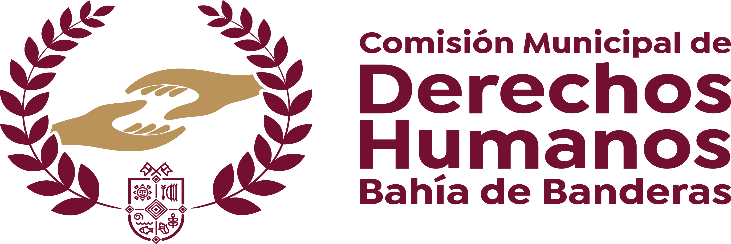 Comisión Municipal de
Derechos
Humanos
Bahía de Banderas